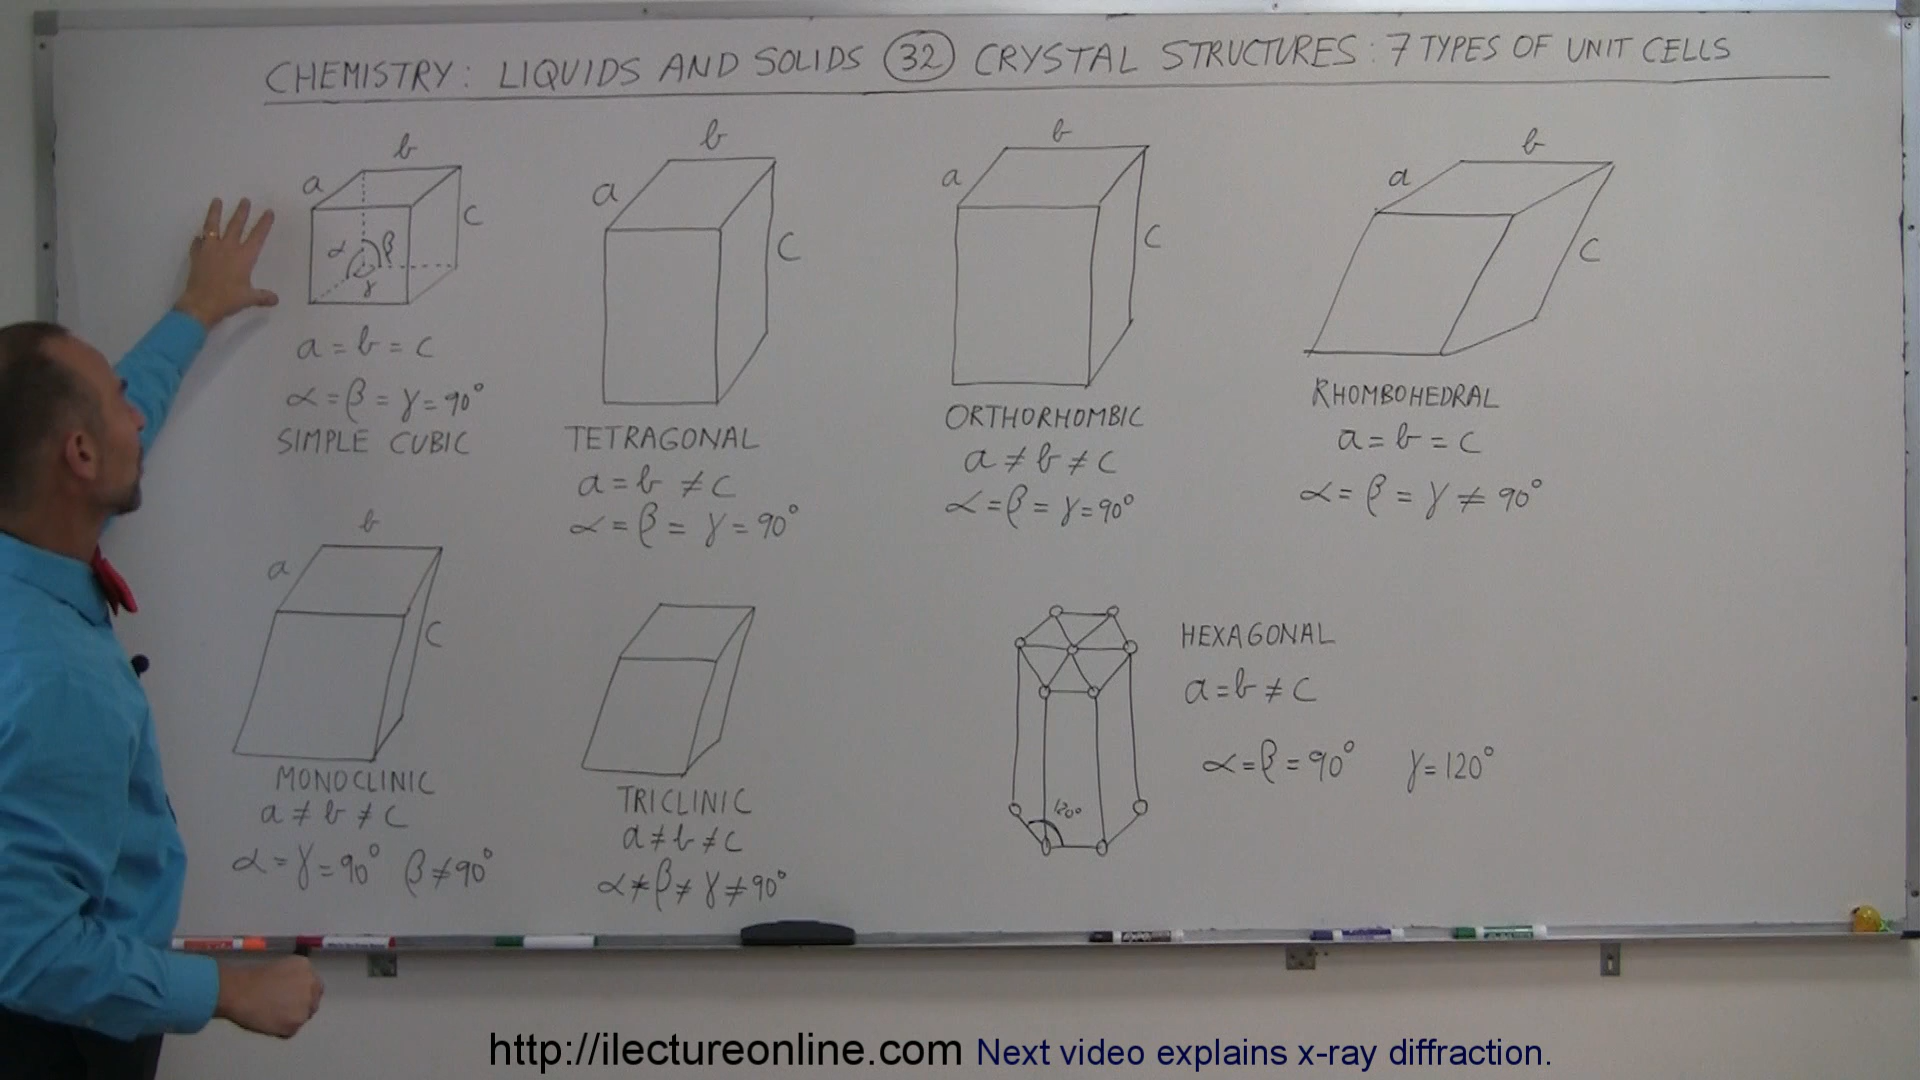 CHEMISTRY: LIQUIDS AND SOLIDS 32 CRYSTAL STRUCTURES: 7 TYPES OF UNIT CELLS
b
a
c
α β
γ
a = b = c
α = β = γ = 90°
SIMPLE CUBIC
b
a
c
TETRAGONAL
a = b ≠ c
α = β = γ = 90°
b
a
c
ORTHORHOMBIC
a ≠ b ≠ c
α = β = γ = 90°
b
a
c
RHOMBOHEDRAL
a = b = c
α = β = γ ≠ 90°
b
a
c
MONOCLINIC
a ≠ b ≠ c
α = γ = 90° β ≠ 90°
TRICLINIC
a ≠ b ≠ c
α ≠ β ≠ γ ≠ 90°
120°
HEXAGONAL
a = b ≠ c
α = β = 90° γ = 120°
http://ilectureonline.com Next video explains x-ray diffraction.